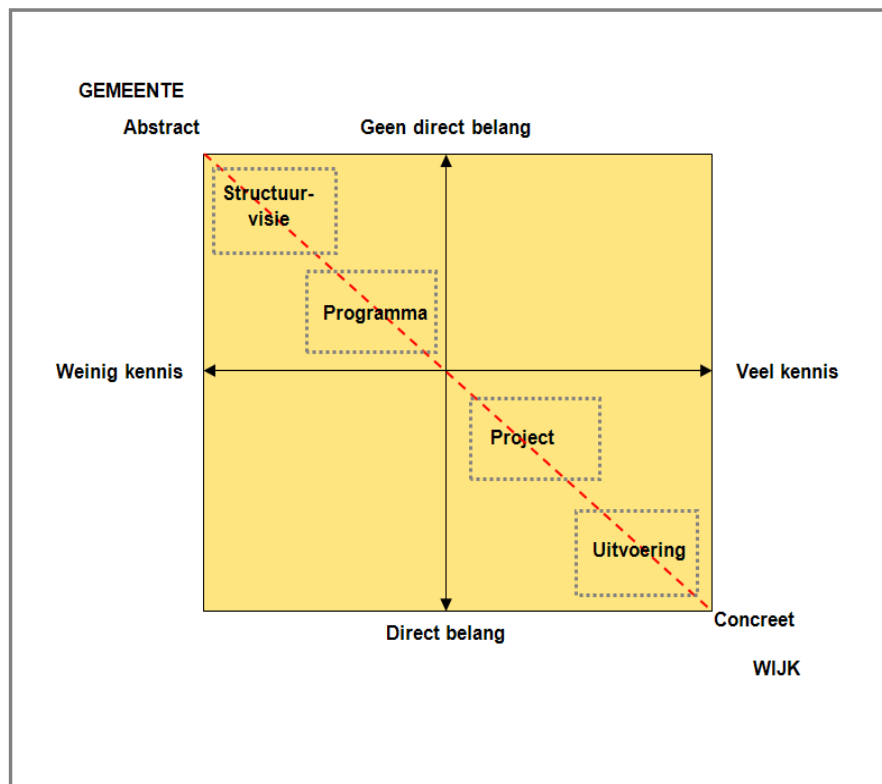 GEMEENTE
Abstract
Geen direct belang
Structuur-
visie
Programma
Weinig kennis
Veel kennis
Project
Uitvoering
Concreet
Direct belang
WIJK